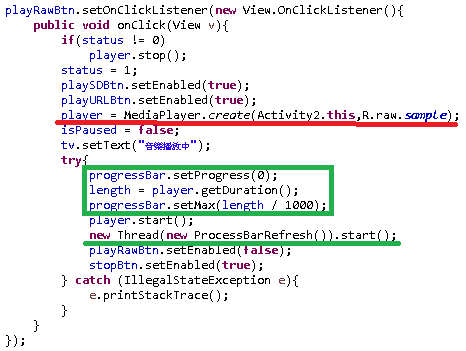 playRawBtn.setOnClickListener(new View.OnClickListener(){
public void onClick(View v){
if(status != 0)
player.stop();
status = 1;
playSDBtn.setEnabled(true);
playURLBtn.setEnabled(true);
player = MediaPlayer.create(Activity2.this,R.raw.sample);
isPaused = false;
tv.setText("音樂播放中");
try{
progressBar.setProgress(0);
length = player.getDuration();
progressBar.setMax(length / 1000);
player.start();
new Thread(new ProcessBarRefresh()).start();
playRawBtn.setEnabled(false);
stopBtn.setEnabled(true);
} catch (IllegalStateException e){
e.printStackTrace();
}
}
});